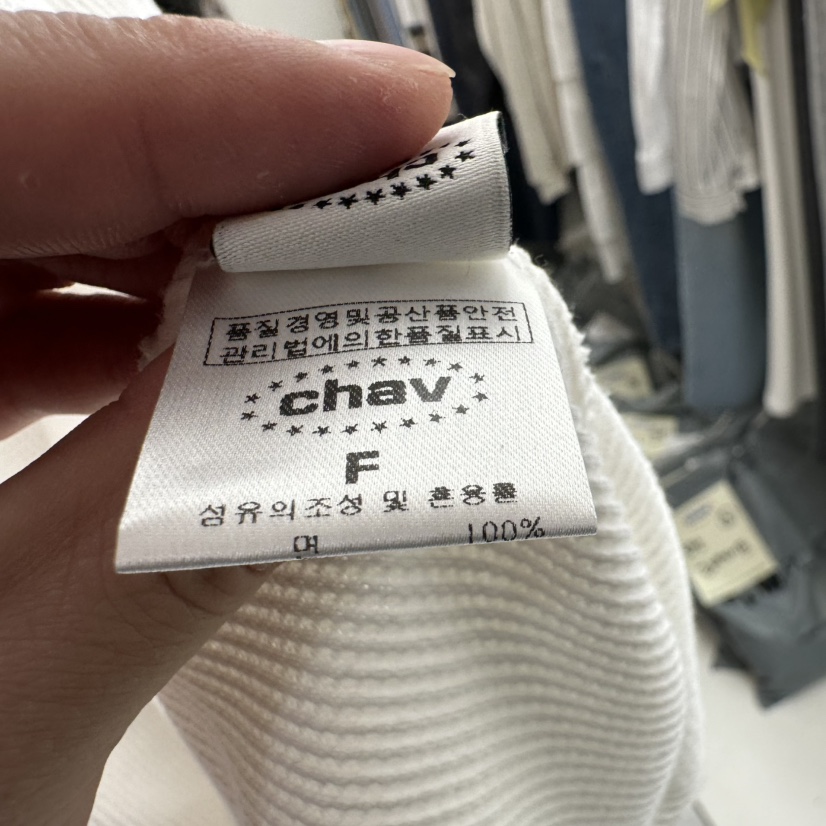 품질경영및공산품안전
관리법에의한품질표시
chav
F
섬유의조성 및 혼용률
면 100%